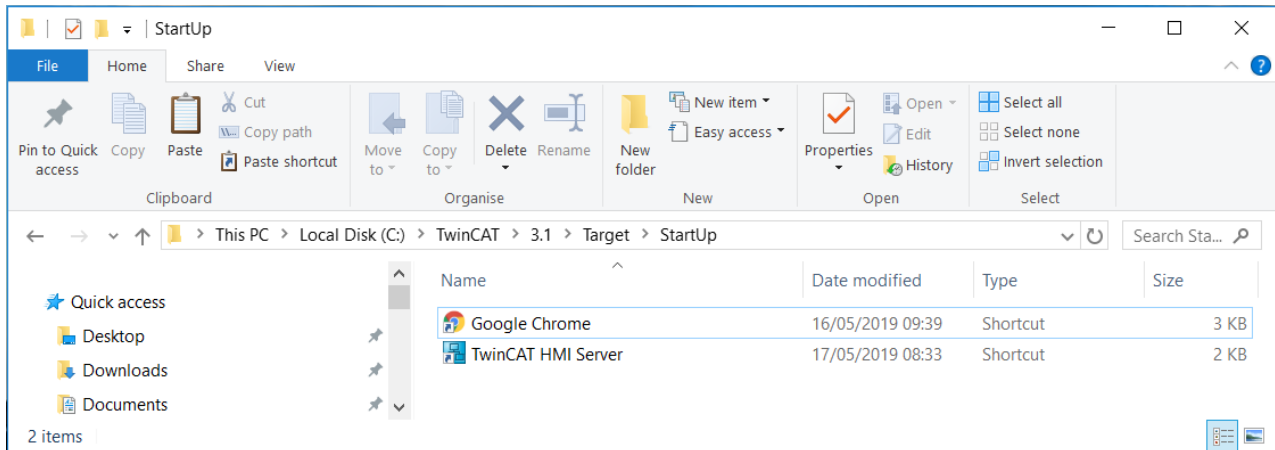 StartUp
File Home Share View
Pin to Quick access
Copy
Paste
Cut
Copy path
Paste shortcut
Clipboard
Move to
Copy to
Delete
Rename
Organise
New folder
New item
Easy access
New
Properties
Open
Edit
History
Open
Select all
Select none
Invert selection
Select
This PC > Local Disk (C:) > TwinCAT > 3.1 > Target > StartUp
Search Sta...
Quick access
Desktop
Downloads
Documents
Name Date modified Type Size
Google Chrome 16/05/2019 09:39 Shortcut 3 KB
TwinCAT HMI Server 17/05/2019 08:33 Shortcut 2 KB
2 items